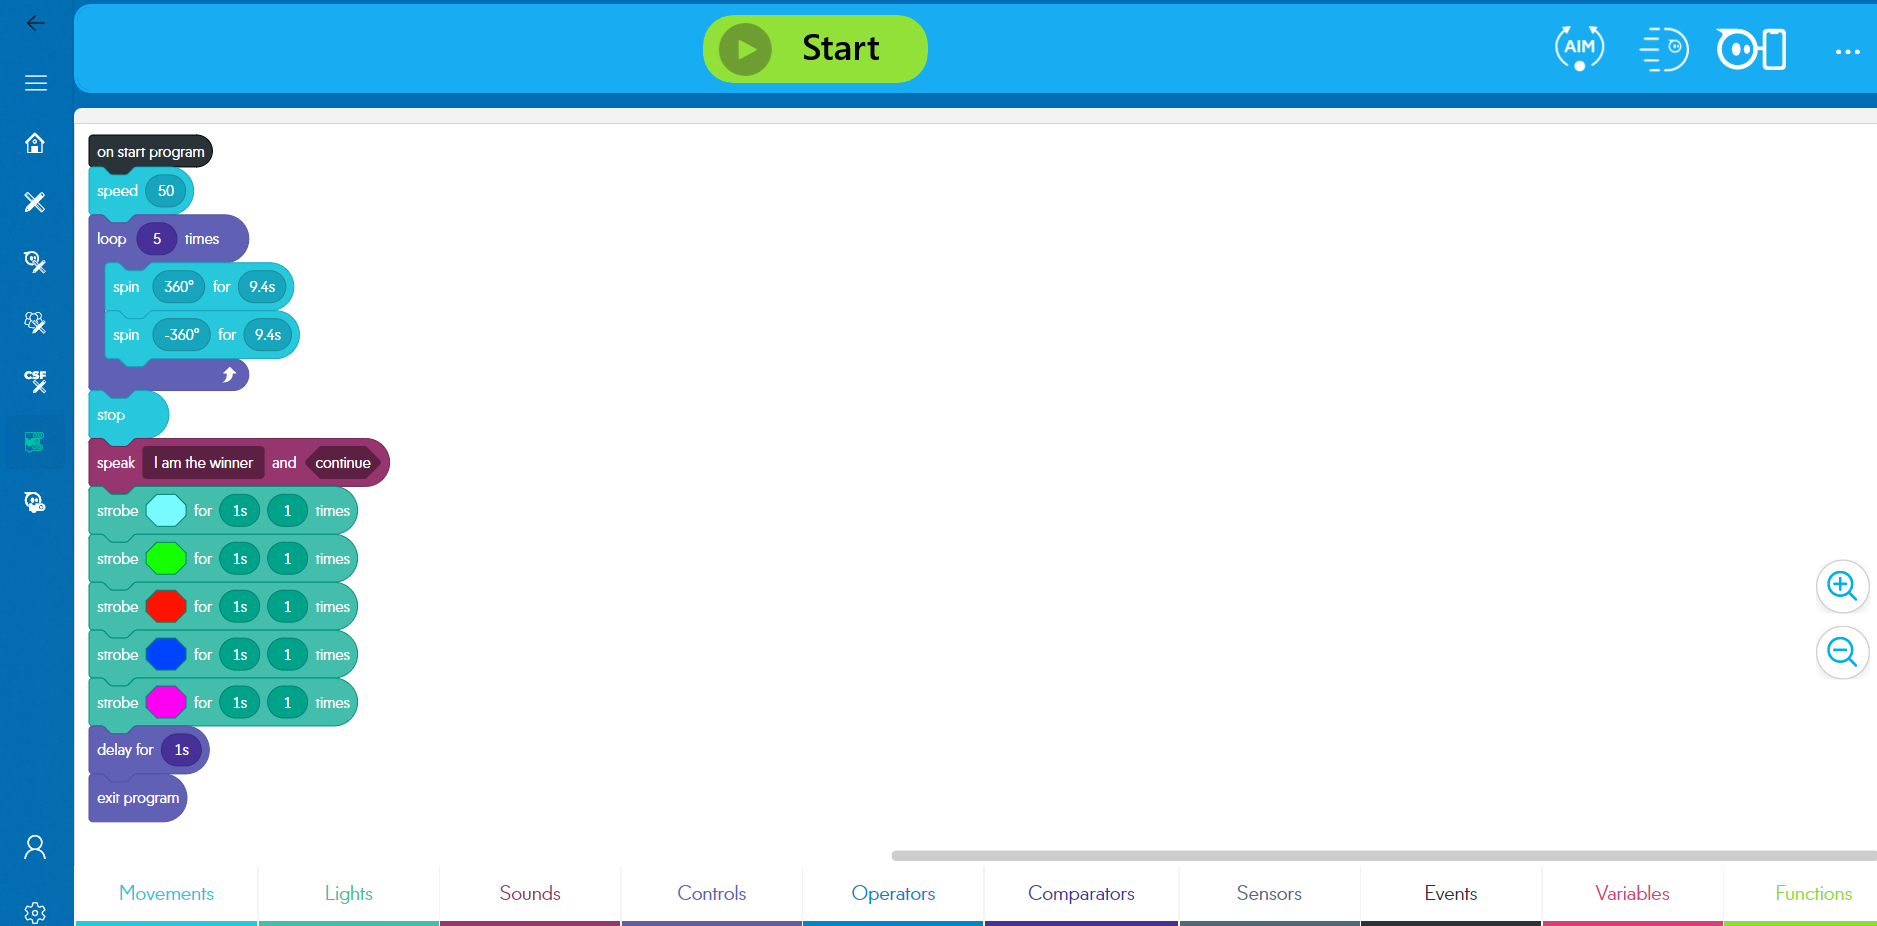 Start
AIM
on start program
speed 50
loop 5 times
spin 360° for 9.4s
spin -360° for 9.4s
stop
speak I am the winner and continue
strobe for 1s 1 times
strobe for 1s 1 times
strobe for 1s 1 times
strobe for 1s 1 times
strobe for 1s 1 times
delay for 1s
exit program
CSF
Movements Lights Sounds Controls Operators Comparators Sensors Events Variables Functions